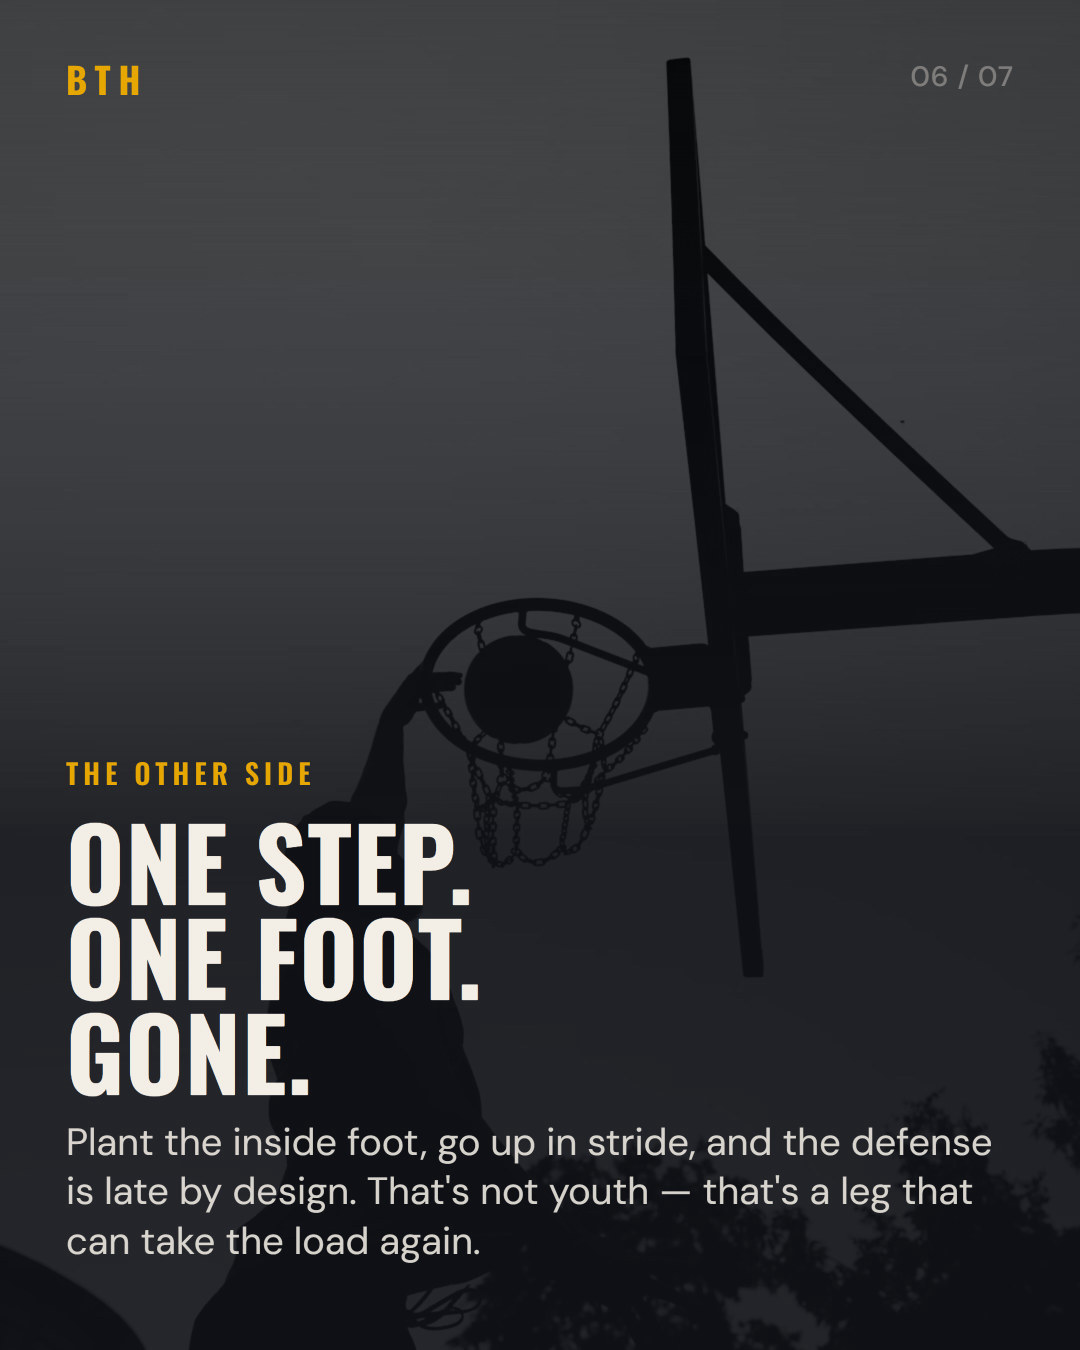 BTH
06 / 07
THE OTHER SIDE
ONE STEP.
ONE FOOT.
GONE.
Plant the inside foot, go up in stride, and the defense
is late by design. That's not youth — that's a leg that
can take the load again.